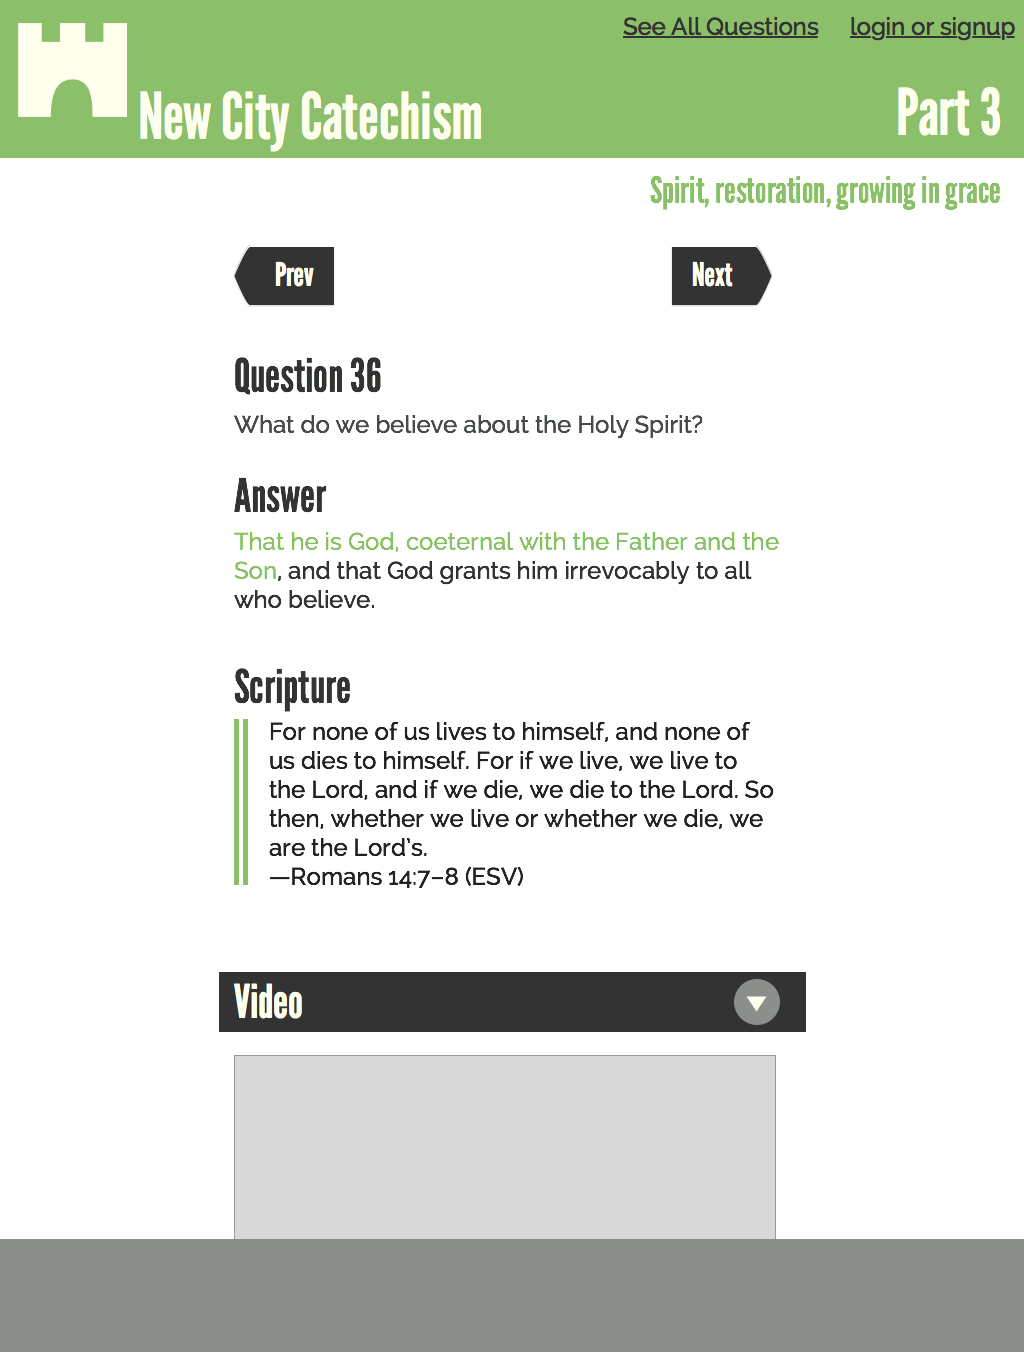 See All Questions
login or signup
New City Catechism
Part 3
Spirit, restoration, growing in grace
Prev
Next
Question 36
What do we believe about the Holy Spirit?
Answer
That he is God, coeternal with the Father and the
Son, and that God grants him irrevocably to all
who believe.
Scripture
For none of us lives to himself, and none of
us dies to himself. For if we live, we live to
the Lord, and if we die, we die to the Lord. So
then, whether we live or whether we die, we
are the Lord's.
—Romans 14:7–8 (ESV)
Video